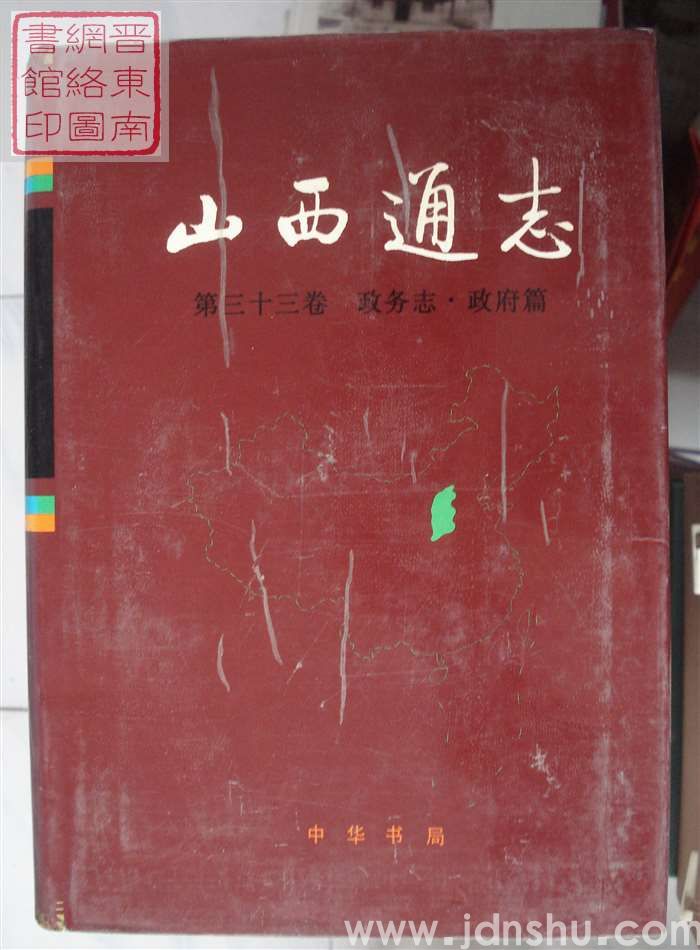 晋東南
網絡圖
書館印
山西通志
第三十三卷 政务志·政府篇
中华书局
www.jdnshu.com